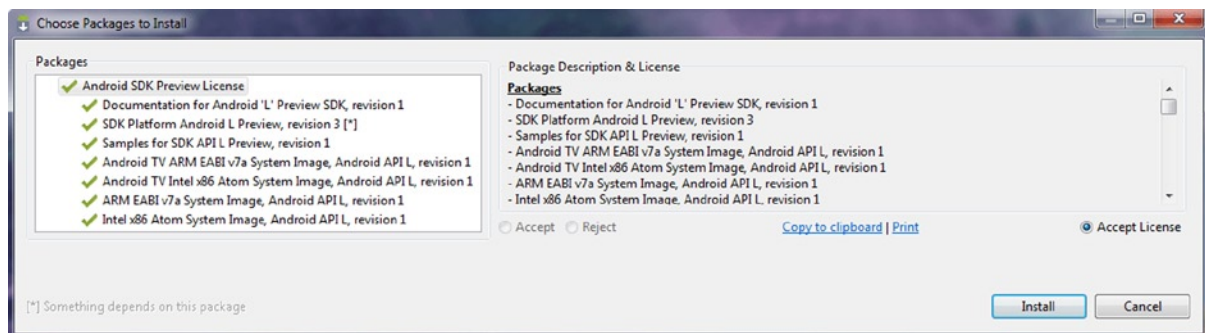 Choose Packages to Install
Packages
Android SDK Preview License
Documentation for Android 'L' Preview SDK, revision 1
SDK Platform Android L Preview, revision 3 [*]
Samples for SDK API L Preview, revision 1
Android TV ARM EABI v7a System Image, Android API L, revision 1
Android TV Intel x86 Atom System Image, Android API L, revision 1
ARM EABI v7a System Image, Android API L, revision 1
Intel x86 Atom System Image, Android API L, revision 1
Package Description & License
Packages
- Documentation for Android 'L' Preview SDK, revision 1
- SDK Platform Android L Preview, revision 3
- Samples for SDK API L Preview, revision 1
- Android TV ARM EABI v7a System Image, Android API L, revision 1
- Android TV Intel x86 Atom System Image, Android API L, revision 1
- ARM EABI v7a System Image, Android API L, revision 1
- Intel x86 Atom System Image, Android API L, revision 1
Accept Reject Copy to clipboard | Print Accept License
[*] Something depends on this package
Install Cancel